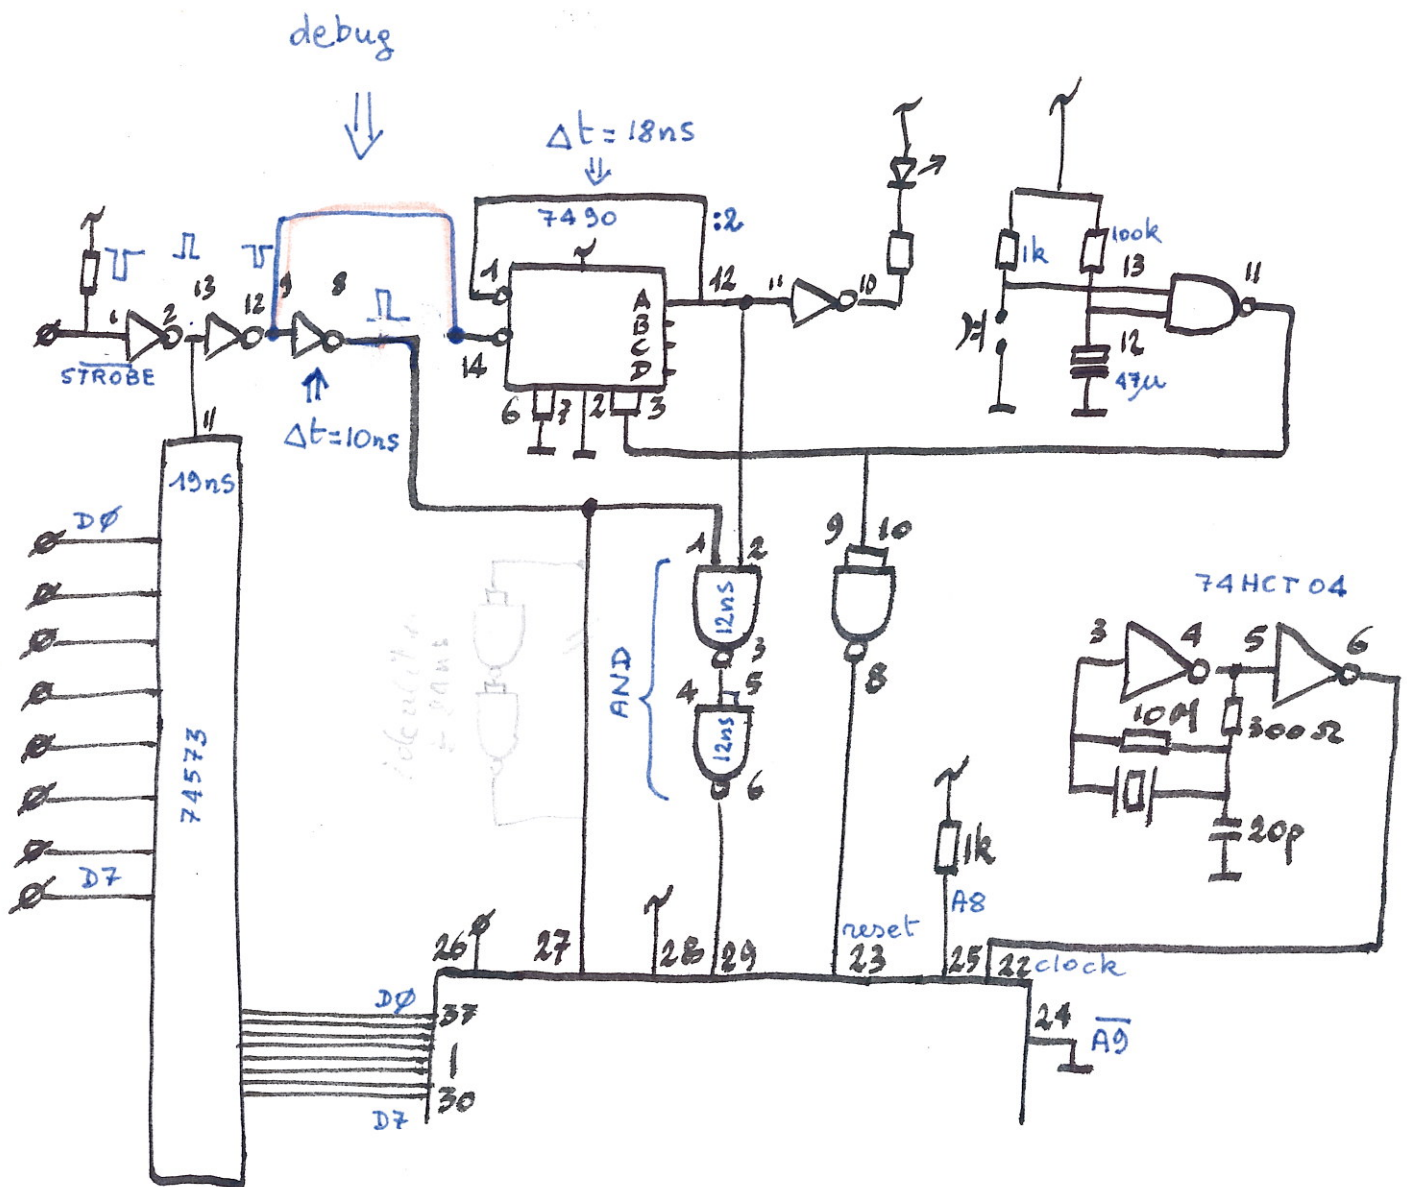 debug
Δt=18ns
7490
:2
1k
100k
13
11
1
2
13
12
9
8
1
14
A
B
C
D
12
11
10
12
47µ
STROBE
Δt=10ns
6
7
2
3
11
19ns
DØ
1
2
9
10
12ns
3
AND
4
5
12ns
6
8
74HCT04
3
4
5
6
10M
300Ω
20p
74573
D7
1k
A8
reset
26
27
28
29
23
25
22
clock
DØ
37
30
D7
24
A9